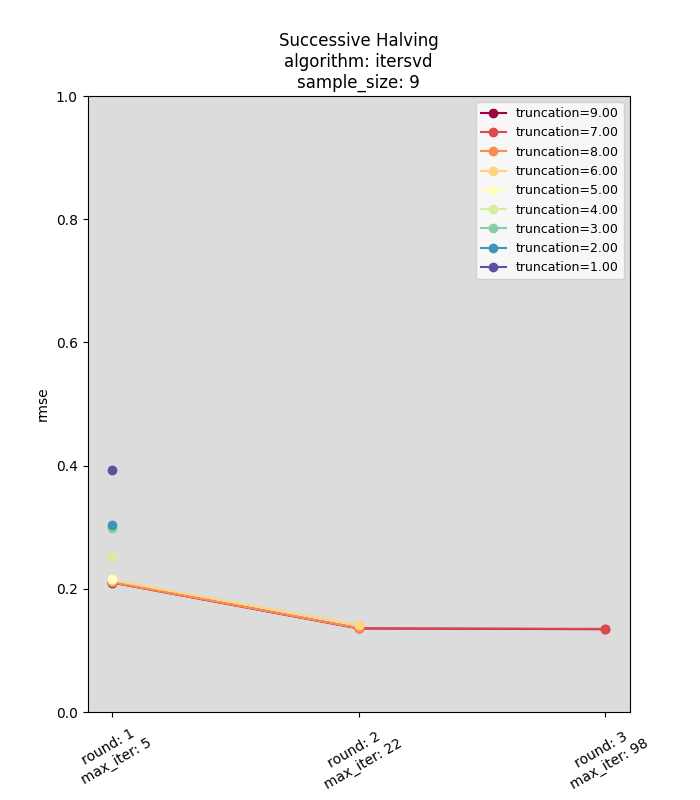 Successive Halving
algorithm: itersvd
sample_size: 9
1.0
0.8
0.6
0.4
0.2
0.0
rmse
truncation=9.00
truncation=7.00
truncation=8.00
truncation=6.00
truncation=5.00
truncation=4.00
truncation=3.00
truncation=2.00
truncation=1.00
round: 1
max_iter: 5
round: 2
max_iter: 22
round: 3
max_iter: 98